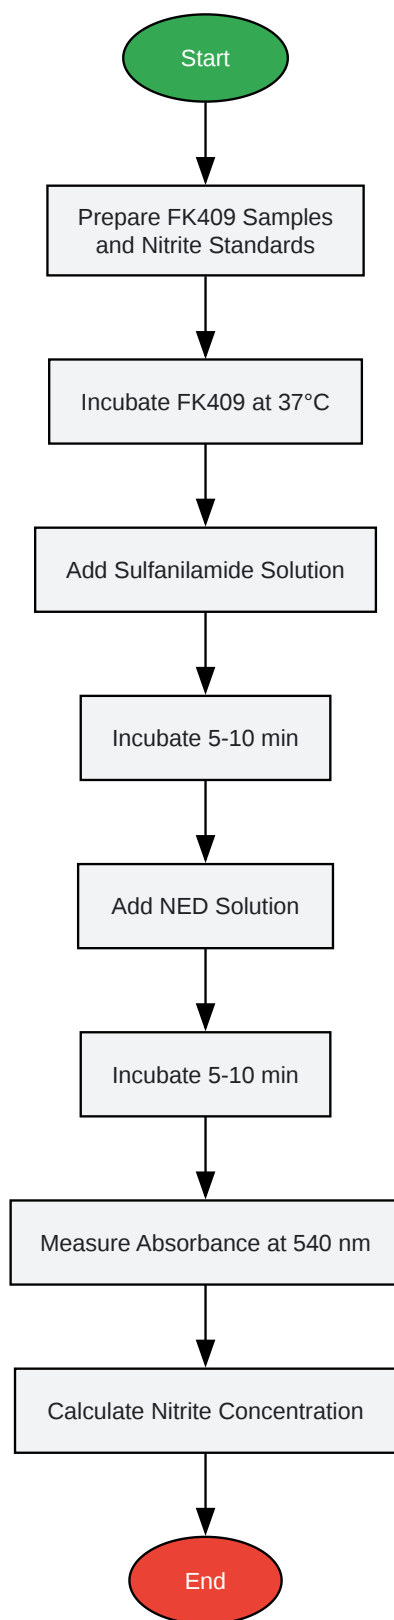 Start
Prepare FK409 Samples
and Nitrite Standards
Incubate FK409 at 37°C
Add Sulfanilamide Solution
Incubate 5-10 min
Add NED Solution
Incubate 5-10 min
Measure Absorbance at 540 nm
Calculate Nitrite Concentration
End